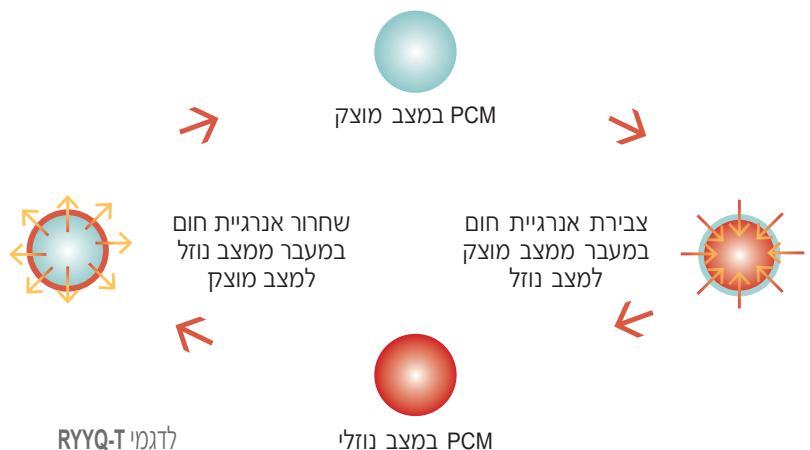 PCM במצב מוצק
צבירת אנרגיית חום
במעבר ממצב מוצק
למצב נוזל
שחרור אנרגיית חום
במעבר ממצב נוזל
למצב מוצק
PCM במצב נוזלי
לדגמי RYYQ-T